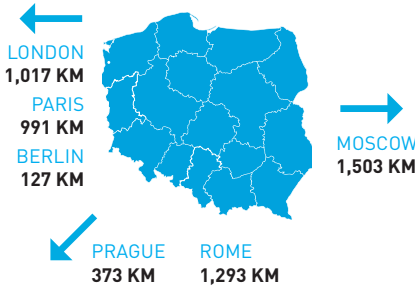 LONDON
1,017 KM
PARIS
991 KM
BERLIN
127 KM
MOSCOW
1,503 KM
PRAGUE
373 KM
ROME
1,293 KM